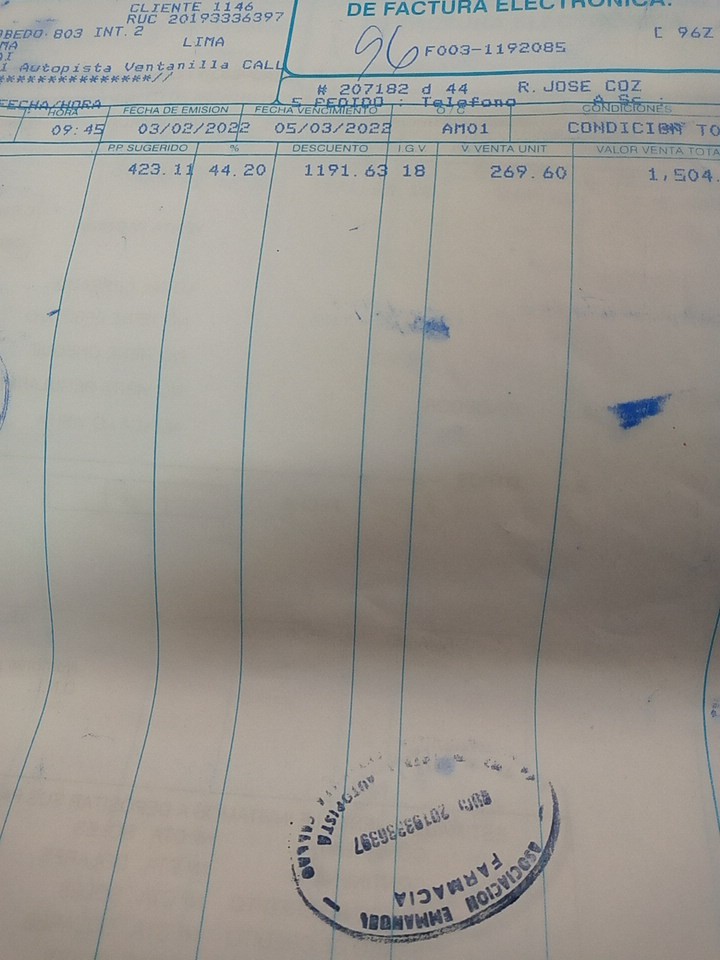 CLIENTE 1146
RUC 20193336397
803 INT.2
LIMA
Autopista Ventanilla CALL
***************//
DE FACTURA ELECTRONICA.
96 F003-1192085
[ 96Z
# 207182 d 44 R.JOSE COZ
FECHA/HORA 5 PEDIDO : Telefono A Sc :
HORA FECHA DE EMISION FECHA VENCIMIENTO O / C CONDICIONES
09:45 03/02/2022 05/03/2022 AM01 CONDICIEN TO
P.P SUGERIDO % DESCUENTO I.G.V V. VENTA UNIT VALOR VENTA TOTA
423.11 44.20 1191.63 18 269.60 1,504.
ASOCIACION EMMANUEL
FARMACIA
RUC: 20193336397
AUTOPISTA
CALLAO